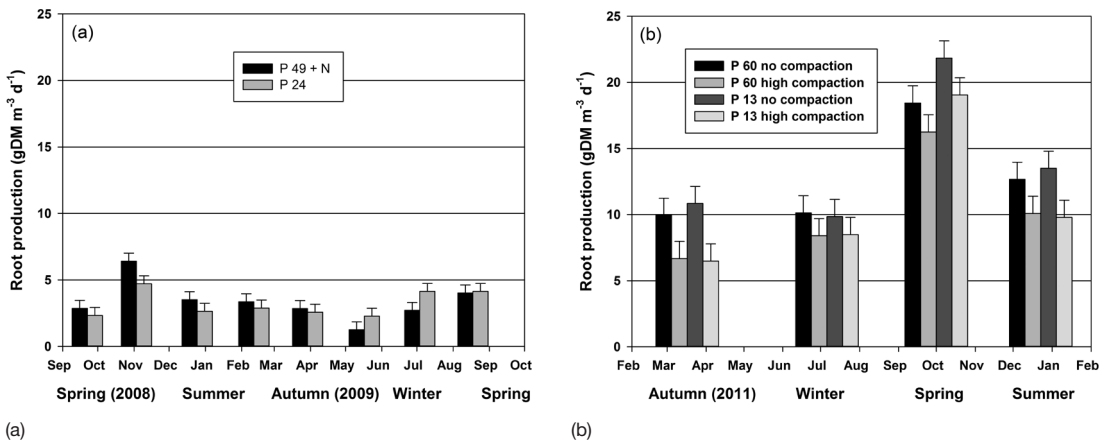 (a)
25
20
15
10
5
0
Root production (gDM m⁻³ d⁻¹)
P 49 + N
P 24
Sep Oct Nov Dec Jan Feb Mar Apr May Jun Jul Aug Sep Oct
Spring (2008) Summer Autumn (2009) Winter Spring
(a)
(b)
25
20
15
10
5
0
Root production (gDM m⁻³ d⁻¹)
P 60 no compaction
P 60 high compaction
P 13 no compaction
P 13 high compaction
Feb Mar Apr May Jun Jul Aug Sep Oct Nov Dec Jan Feb
Autumn (2011) Winter Spring Summer
(b)